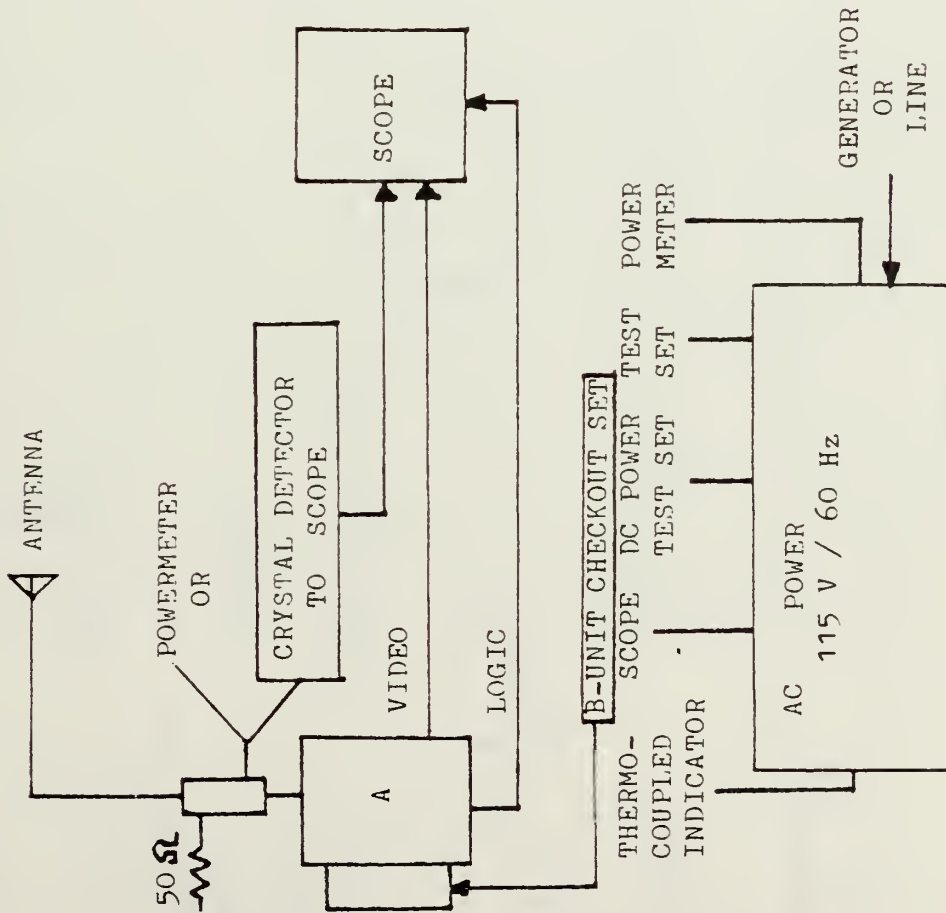 ANTENNA
50 Ω
POWERMETER
OR
CRYSTAL DETECTOR
TO SCOPE
SCOPE
A
VIDEO
LOGIC
B-UNIT CHECKOUT SET
THERMO-
COUPLED
INDICATOR
SCOPE
DC POWER
TEST SET
TEST
SET
POWER
METER
AC POWER
115 V / 60 Hz
GENERATOR
OR
LINE